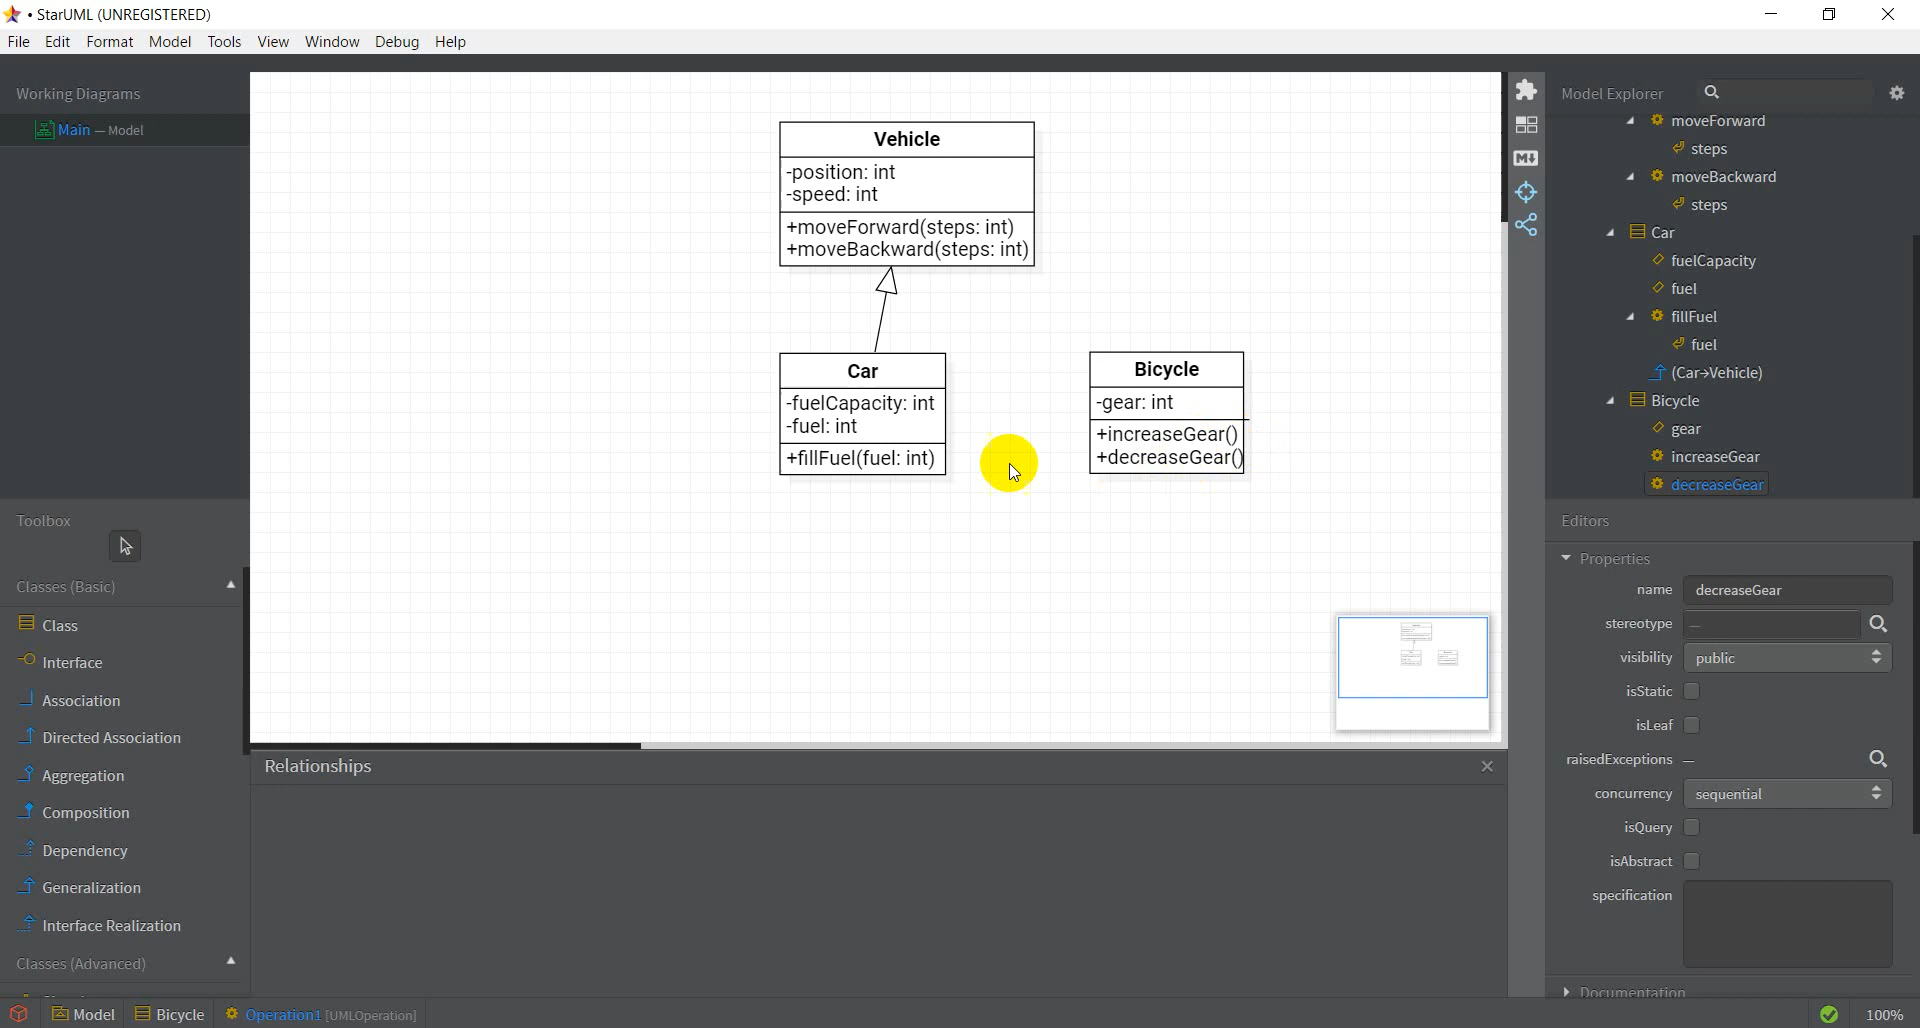 • StarUML (UNREGISTERED)
File Edit Format Model Tools View Window Debug Help
Working Diagrams
Main — Model
Toolbox
Classes (Basic)
Class
Interface
Association
Directed Association
Aggregation
Composition
Dependency
Generalization
Interface Realization
Classes (Advanced)
Vehicle
-position: int
-speed: int
+moveForward(steps: int)
+moveBackward(steps: int)
Car
-fuelCapacity: int
-fuel: int
+fillFuel(fuel: int)
Bicycle
-gear: int
+increaseGear()
+decreaseGear()
Relationships
Model Explorer
moveForward
steps
moveBackward
steps
Car
fuelCapacity
fuel
fillFuel
fuel
(Car→Vehicle)
Bicycle
gear
increaseGear
decreaseGear
Editors
Properties
name decreaseGear
stereotype —
visibility public
isStatic
isLeaf
raisedExceptions —
concurrency sequential
isQuery
isAbstract
specification
Documentation
Model Bicycle Operation1 [UMLOperation] 100%